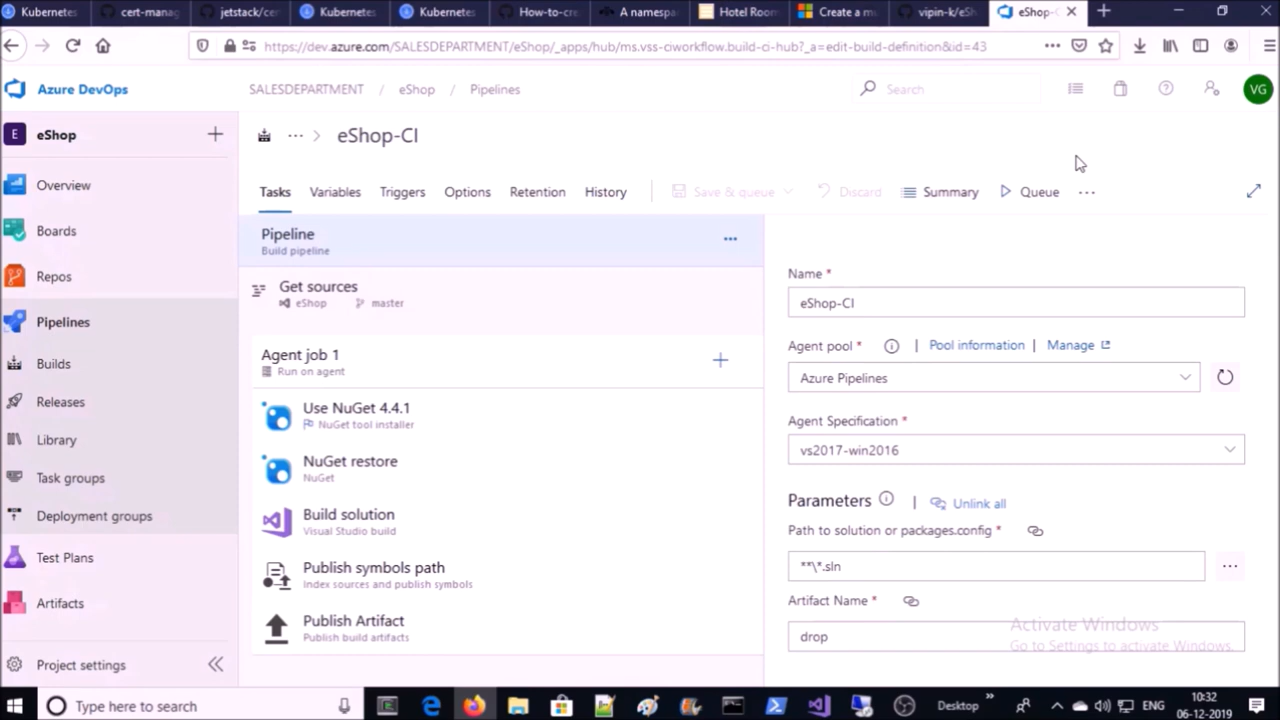 Kubernetes
cert-manag
jetstack/cer
Kubernetes
Kubernetes
How-to-cre
A namespa
Hotel Room
Create a mu
vipin-k/eSh
eShop-C
https://dev.azure.com/SALESDEPARTMENT/eShop/_apps/hub/ms.vss-ciworkflow.build-ci-hub?_a=edit-build-definition&id=43
Azure DevOps
SALESDEPARTMENT / eShop / Pipelines
Search
VG
E eShop
eShop-CI
Overview
Boards
Repos
Pipelines
Builds
Releases
Library
Task groups
Deployment groups
Test Plans
Artifacts
Project settings
Tasks Variables Triggers Options Retention History
Save & queue Discard Summary Queue
Pipeline
Build pipeline
Get sources
eShop master
Agent job 1
Run on agent
Use NuGet 4.4.1
NuGet tool installer
NuGet restore
NuGet
Build solution
Visual Studio build
Publish symbols path
Index sources and publish symbols
Publish Artifact
Publish build artifacts
Name *
eShop-CI
Agent pool * | Pool information | Manage
Azure Pipelines
Agent Specification *
vs2017-win2016
Parameters | Unlink all
Path to solution or packages.config *
**\*.sln
Artifact Name *
drop
Activate Windows
Go to Settings to activate Windows.
Type here to search
Desktop
ENG
10:32
06-12-2019